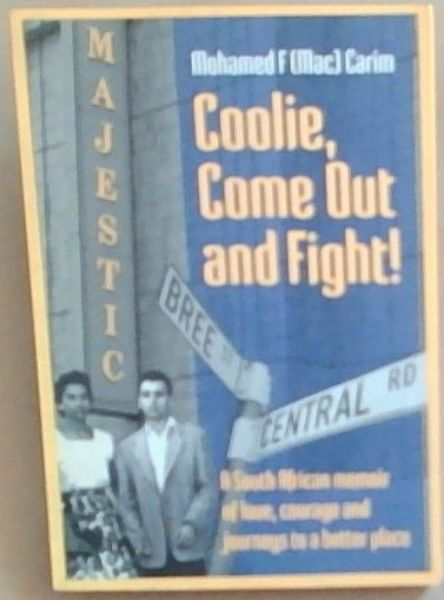 MAJESTIC
Mohamed F (Mac) Carim
Coolie,
Come Out
and Fight!
BREE ST
CENTRAL RD
A South African memoir
of love, courage and
journeys to a better place